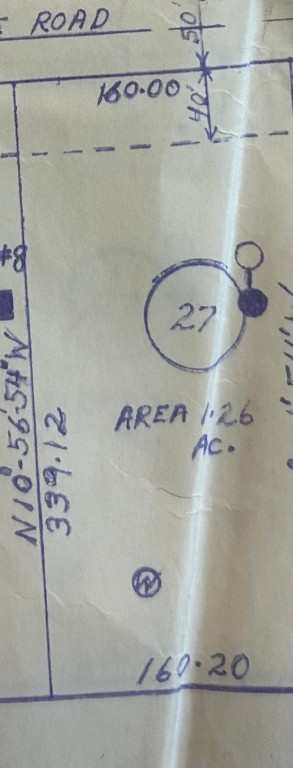 ROAD
50'
160.00'
40'
#8
27
AREA 1.26
AC.
N10°-56'-54"W
339.12
W
160.20